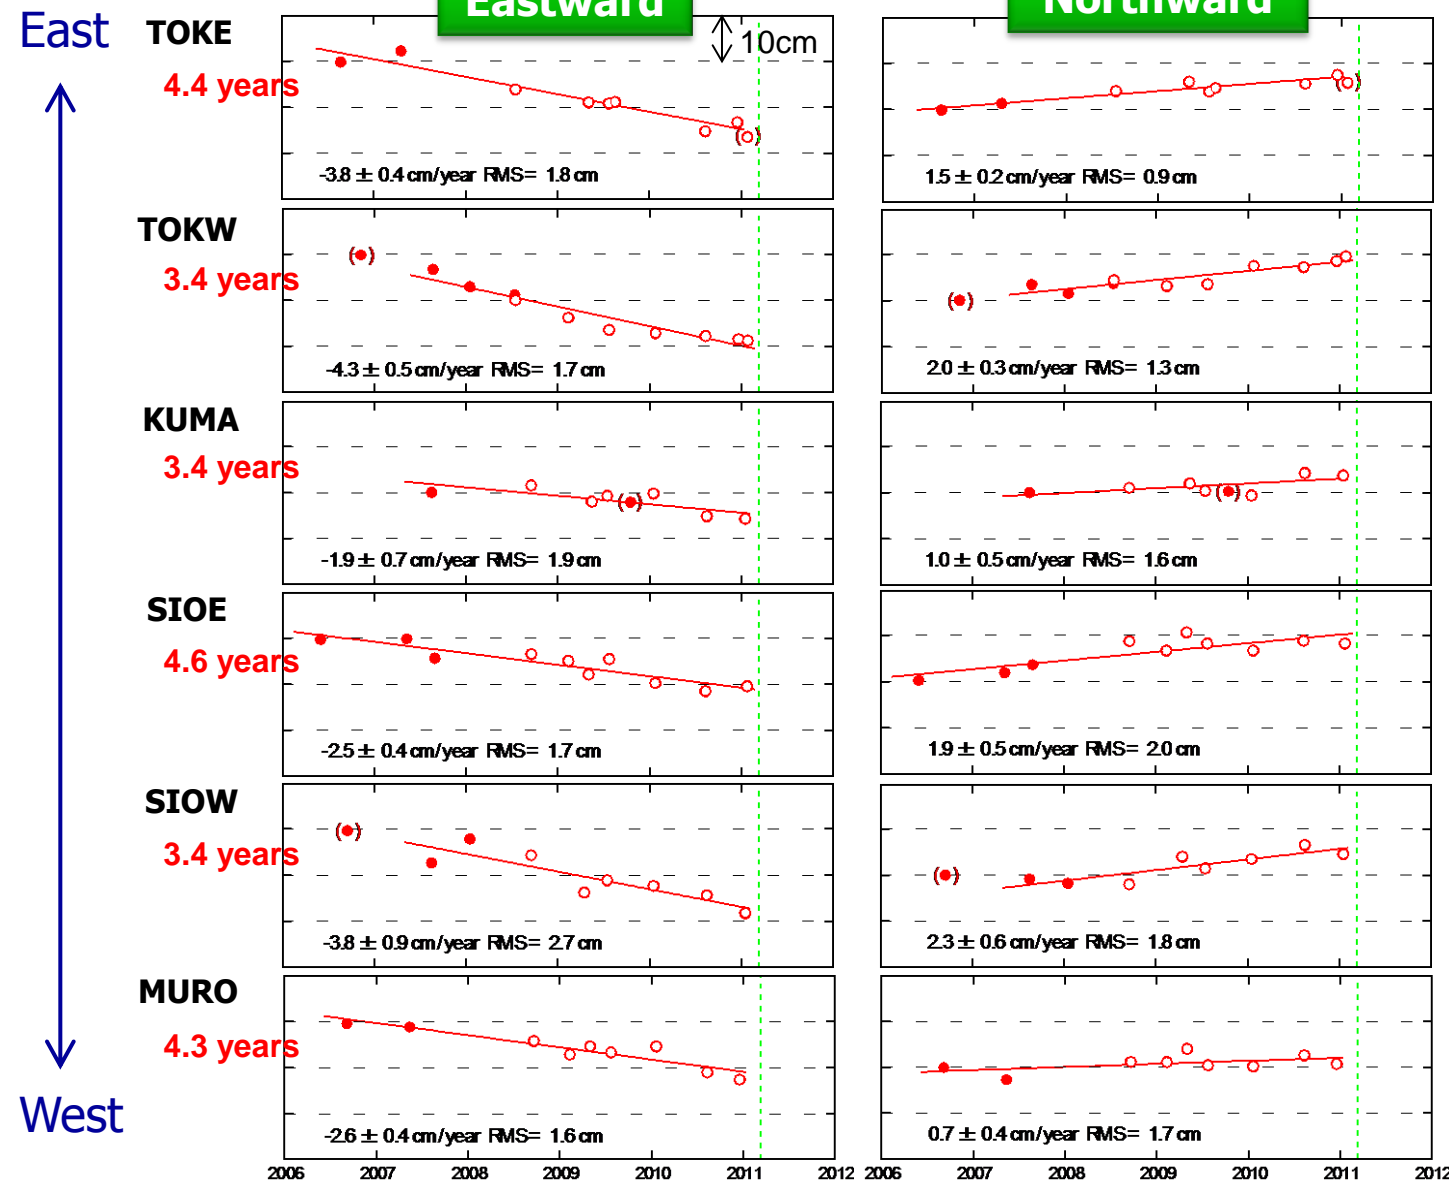 Eastward
Northward
East
TOKE
4.4 years
10cm
-3.8 ± 0.4 cm/year RMS= 1.8 cm
1.5 ± 0.2 cm/year RMS= 0.9 cm
TOKW
3.4 years
-4.3 ± 0.5 cm/year RMS= 1.7 cm
2.0 ± 0.3 cm/year RMS= 1.3 cm
KUMA
3.4 years
-1.9 ± 0.7 cm/year RMS= 1.9 cm
1.0 ± 0.5 cm/year RMS= 1.6 cm
SIOE
4.6 years
-2.5 ± 0.4 cm/year RMS= 1.7 cm
1.9 ± 0.5 cm/year RMS= 2.0 cm
SIOW
3.4 years
-3.8 ± 0.9 cm/year RMS= 2.7 cm
2.3 ± 0.6 cm/year RMS= 1.8 cm
MURO
4.3 years
West
-2.6 ± 0.4 cm/year RMS= 1.6 cm
0.7 ± 0.4 cm/year RMS= 1.7 cm
2006 2007 2008 2009 2010 2011 2012
2006 2007 2008 2009 2010 2011 2012